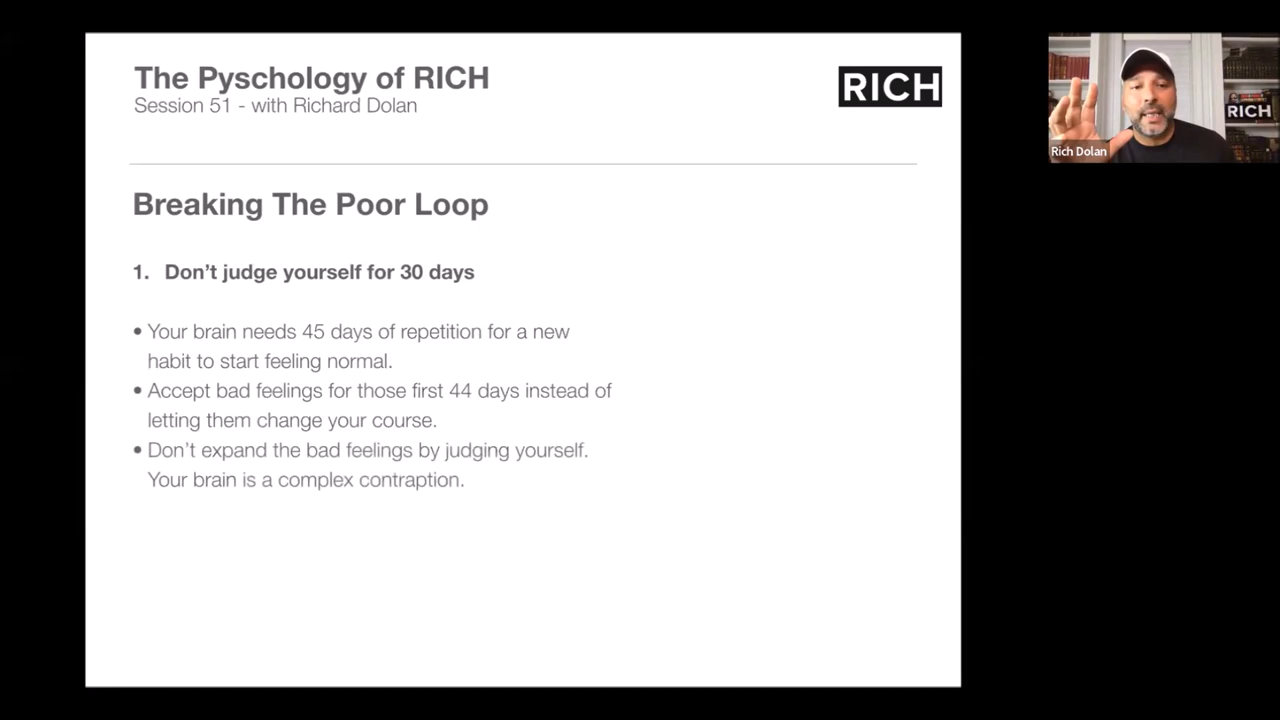 The Pyschology of RICH
Session 51 - with Richard Dolan
RICH
Breaking The Poor Loop
1. Don't judge yourself for 30 days
• Your brain needs 45 days of repetition for a new
habit to start feeling normal.
• Accept bad feelings for those first 44 days instead of
letting them change your course.
• Don't expand the bad feelings by judging yourself.
Your brain is a complex contraption.
RICH
Rich Dolan